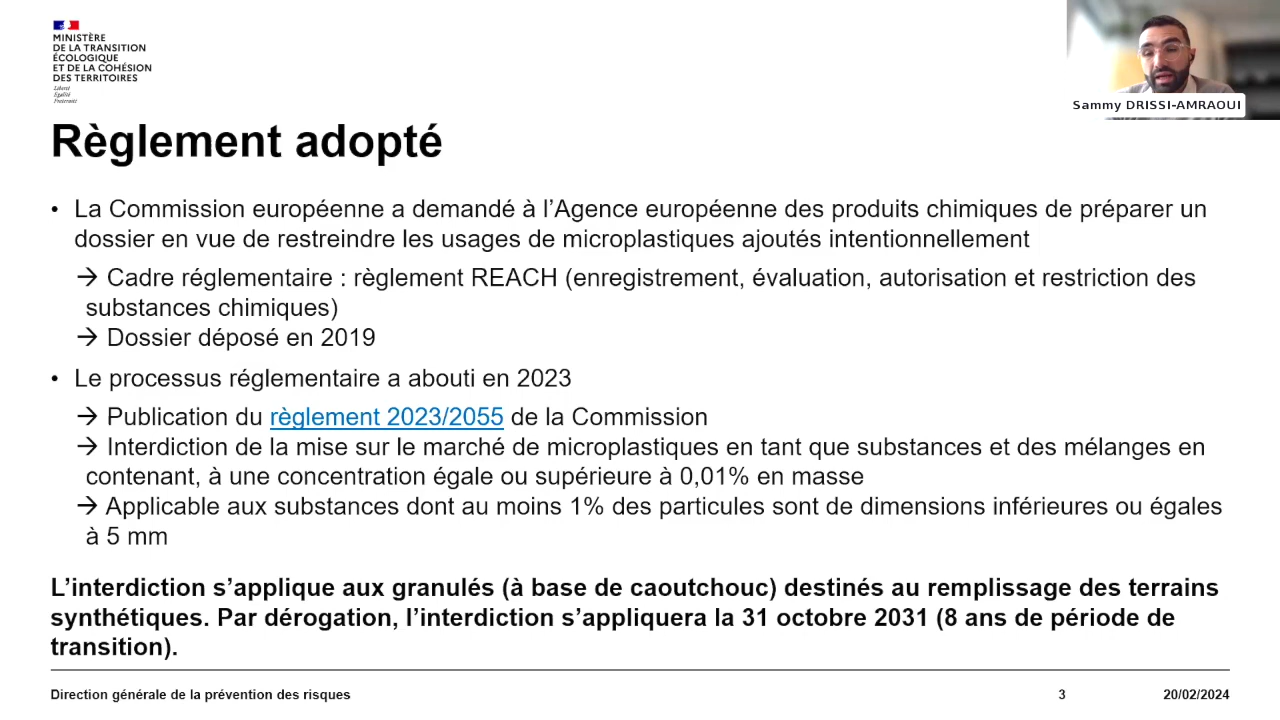 MINISTÈRE
DE LA TRANSITION
ÉCOLOGIQUE
ET DE LA COHÉSION
DES TERRITOIRES
Liberté
Égalité
Fraternité
Sammy DRISSI-AMRAOUI
Règlement adopté
• La Commission européenne a demandé à l’Agence européenne des produits chimiques de préparer un
dossier en vue de restreindre les usages de microplastiques ajoutés intentionnellement
→ Cadre réglementaire : règlement REACH (enregistrement, évaluation, autorisation et restriction des
substances chimiques)
→ Dossier déposé en 2019
• Le processus réglementaire a abouti en 2023
→ Publication du règlement 2023/2055 de la Commission
→ Interdiction de la mise sur le marché de microplastiques en tant que substances et des mélanges en
contenant, à une concentration égale ou supérieure à 0,01% en masse
→ Applicable aux substances dont au moins 1% des particules sont de dimensions inférieures ou égales
à 5 mm
L’interdiction s’applique aux granulés (à base de caoutchouc) destinés au remplissage des terrains
synthétiques. Par dérogation, l’interdiction s’appliquera la 31 octobre 2031 (8 ans de période de
transition).
Direction générale de la prévention des risques
3
20/02/2024